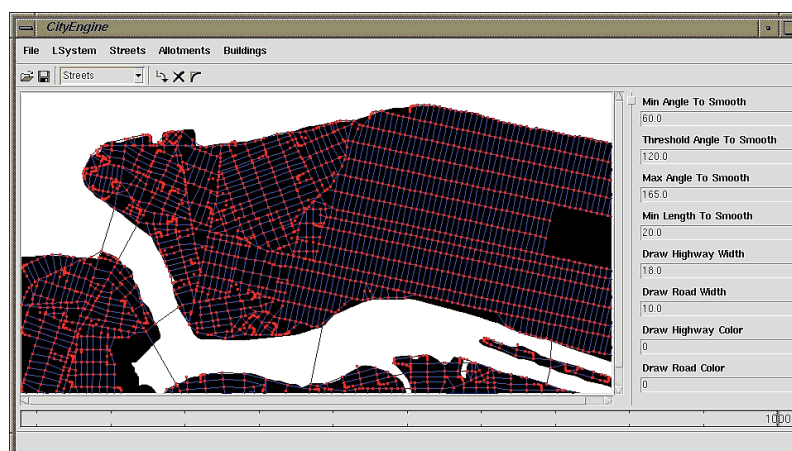 CityEngine
File LSystem Streets Allotments Buildings
Streets
Min Angle To Smooth
60.0
Threshold Angle To Smooth
120.0
Max Angle To Smooth
165.0
Min Length To Smooth
20.0
Draw Highway Width
18.0
Draw Road Width
10.0
Draw Highway Color
0
Draw Road Color
0
1000